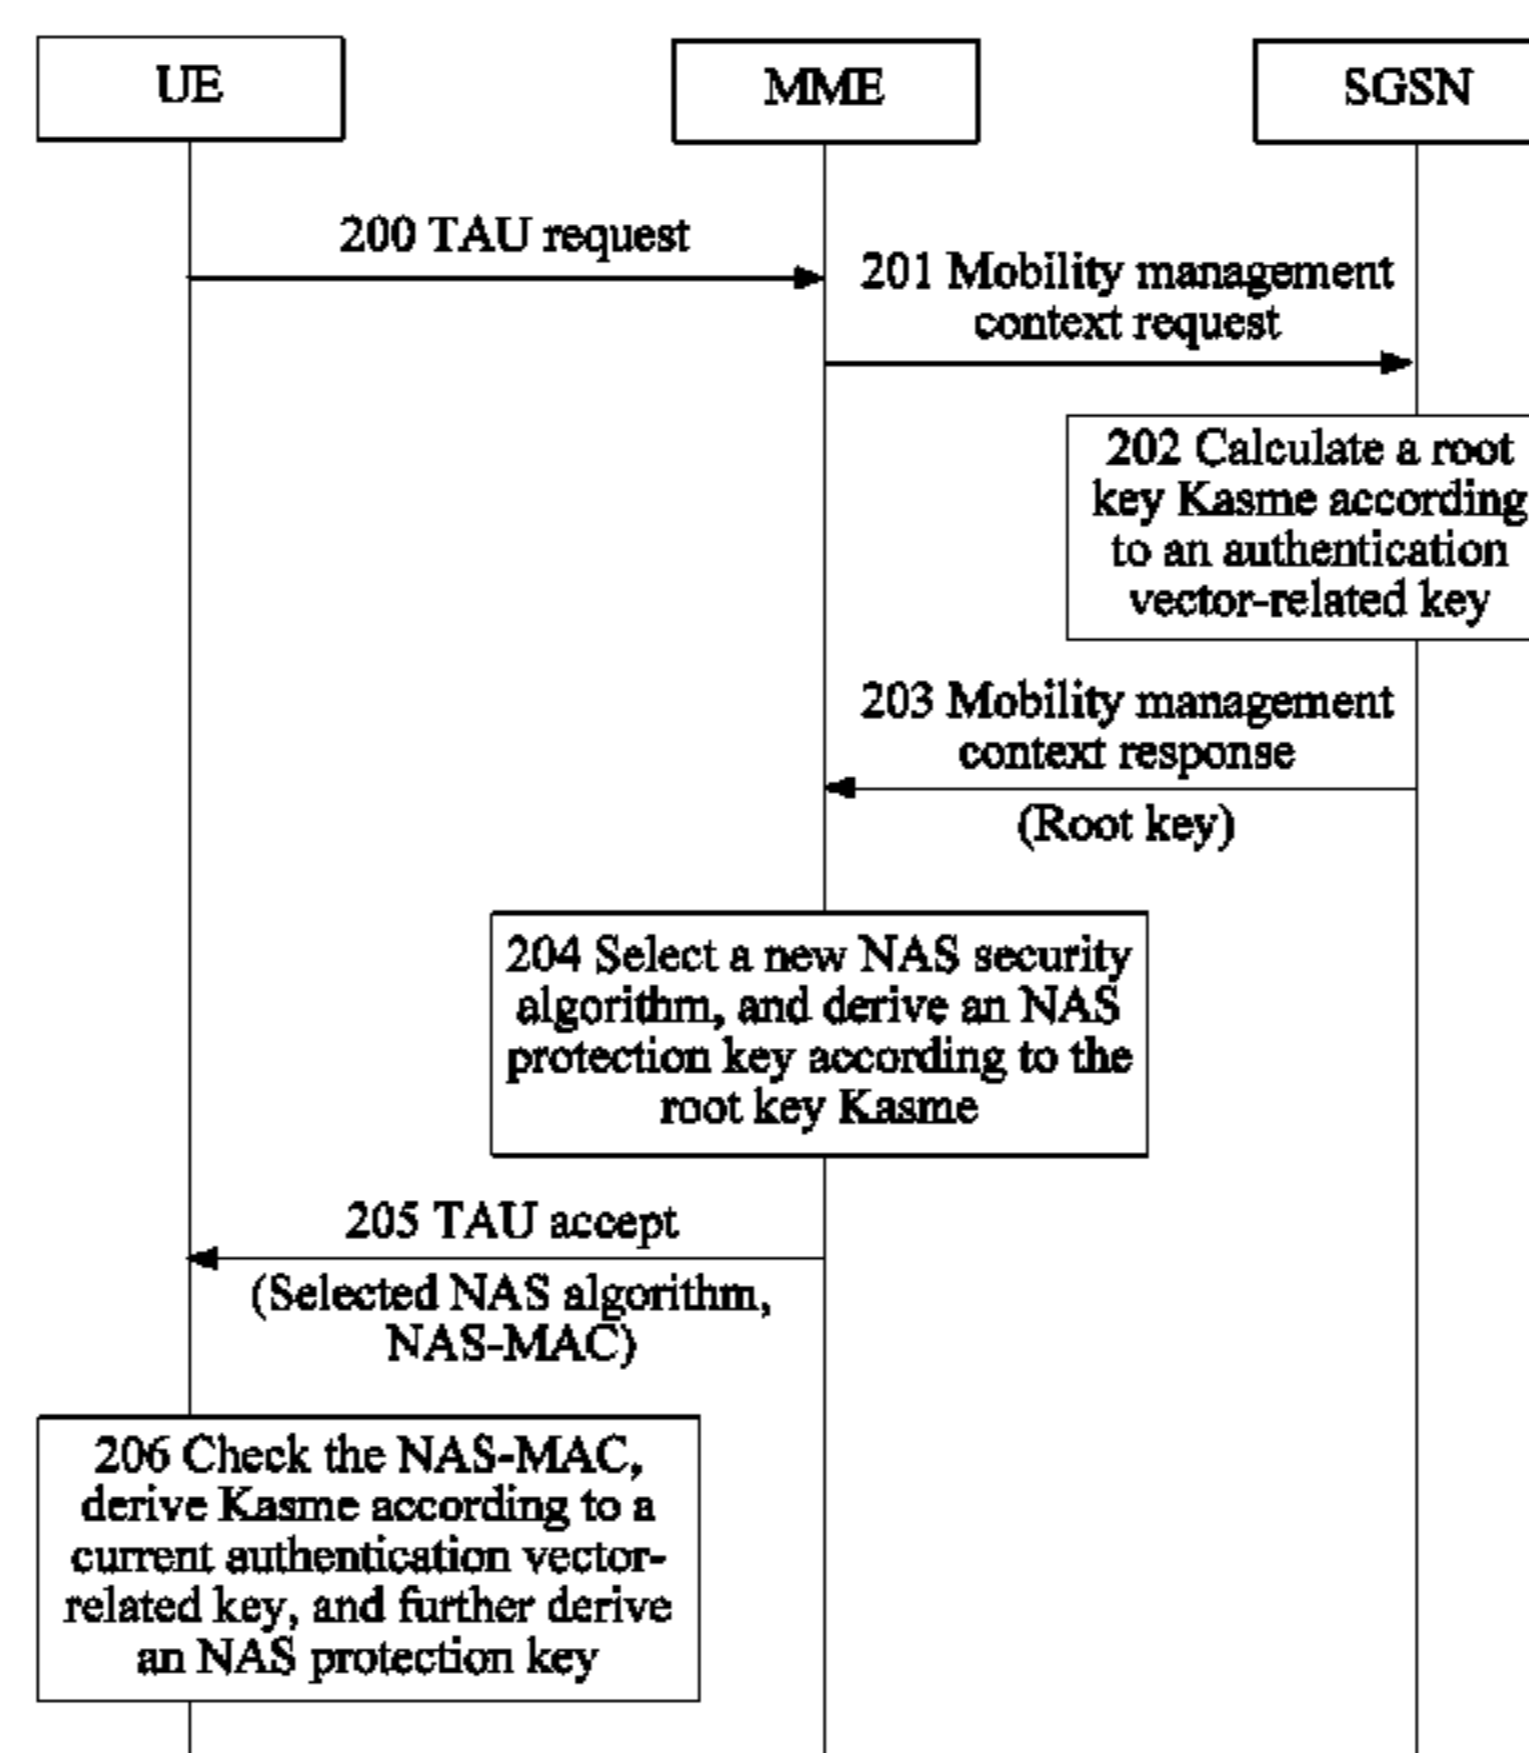 UE
MME
SGSN
200 TAU request
201 Mobility management
context request
202 Calculate a root
key Kasme according
to an authentication
vector-related key
203 Mobility management
context response
(Root key)
204 Select a new NAS security
algorithm, and derive an NAS
protection key according to the
root key Kasme
205 TAU accept
(Selected NAS algorithm,
NAS-MAC)
206 Check the NAS-MAC,
derive Kasme according to a
current authentication vector-
related key, and further derive
an NAS protection key